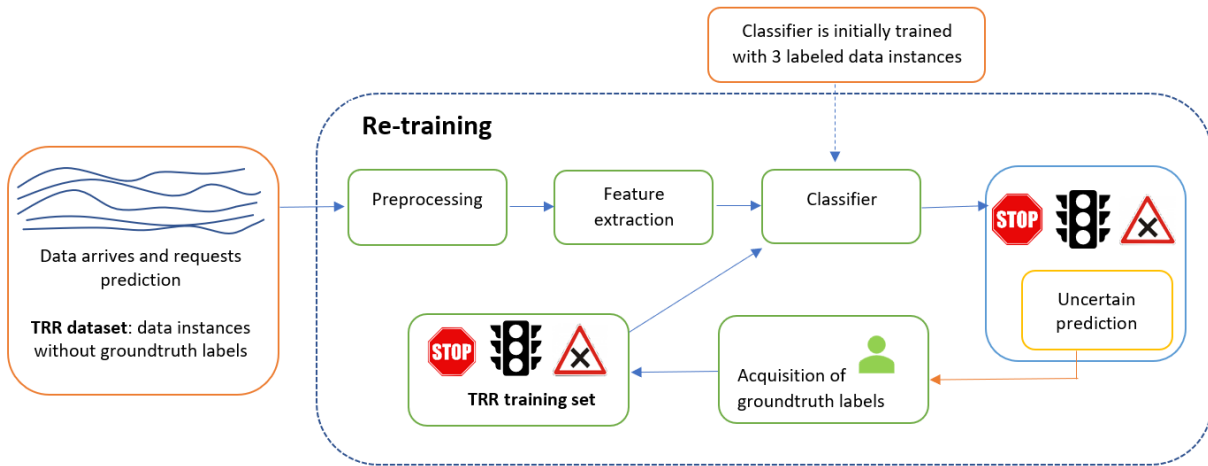 Classifier is initially trained
with 3 labeled data instances
Re-training
Data arrives and requests
prediction
TRR dataset: data instances
without groundtruth labels
Preprocessing
Feature
extraction
Classifier
STOP
Uncertain
prediction
STOP
TRR training set
Acquisition of
groundtruth labels